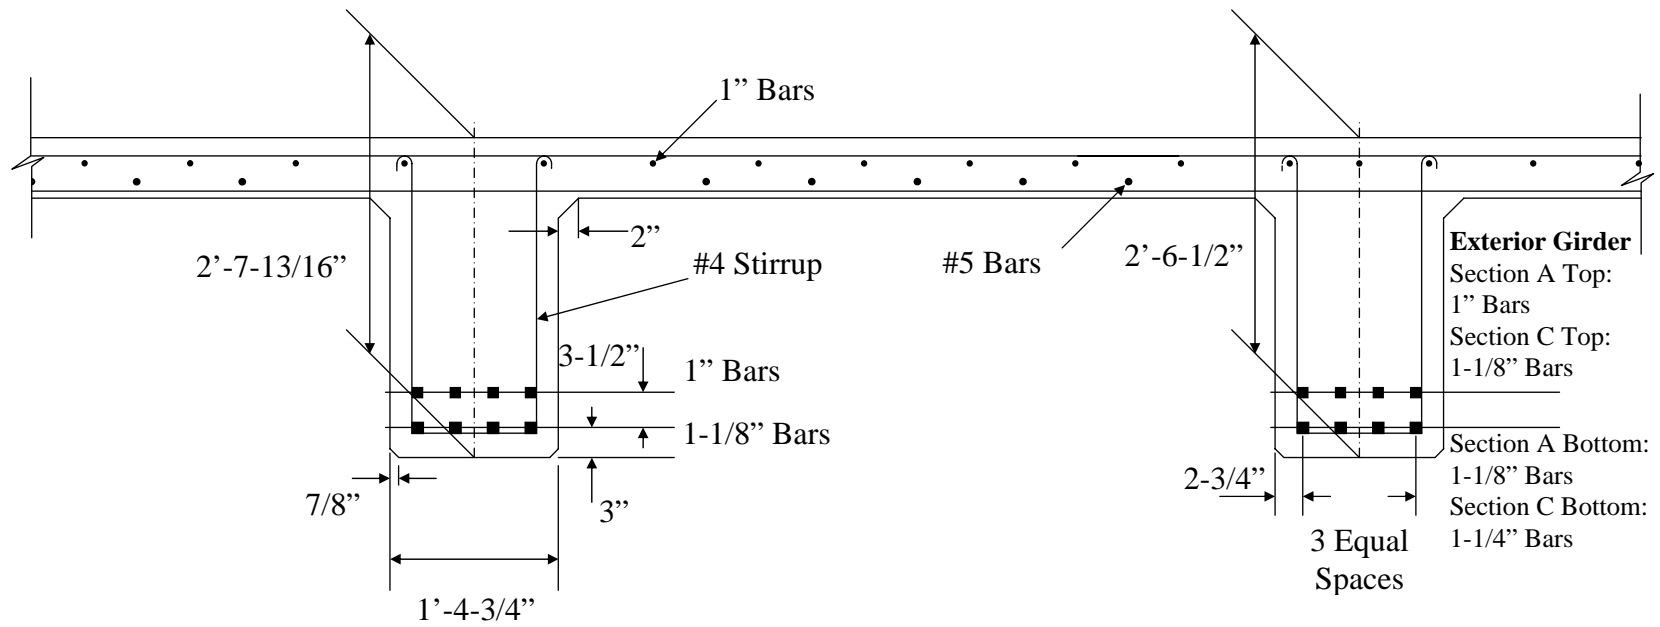 1” Bars
2’-7-13/16”
2”
#4 Stirrup
#5 Bars
2’-6-1/2”
Exterior Girder
Section A Top:
1” Bars
Section C Top:
1-1/8” Bars
3-1/2”
1” Bars
1-1/8” Bars
Section A Bottom:
1-1/8” Bars
Section C Bottom:
1-1/4” Bars
7/8”
3”
2-3/4”
3 Equal
Spaces
1’-4-3/4”